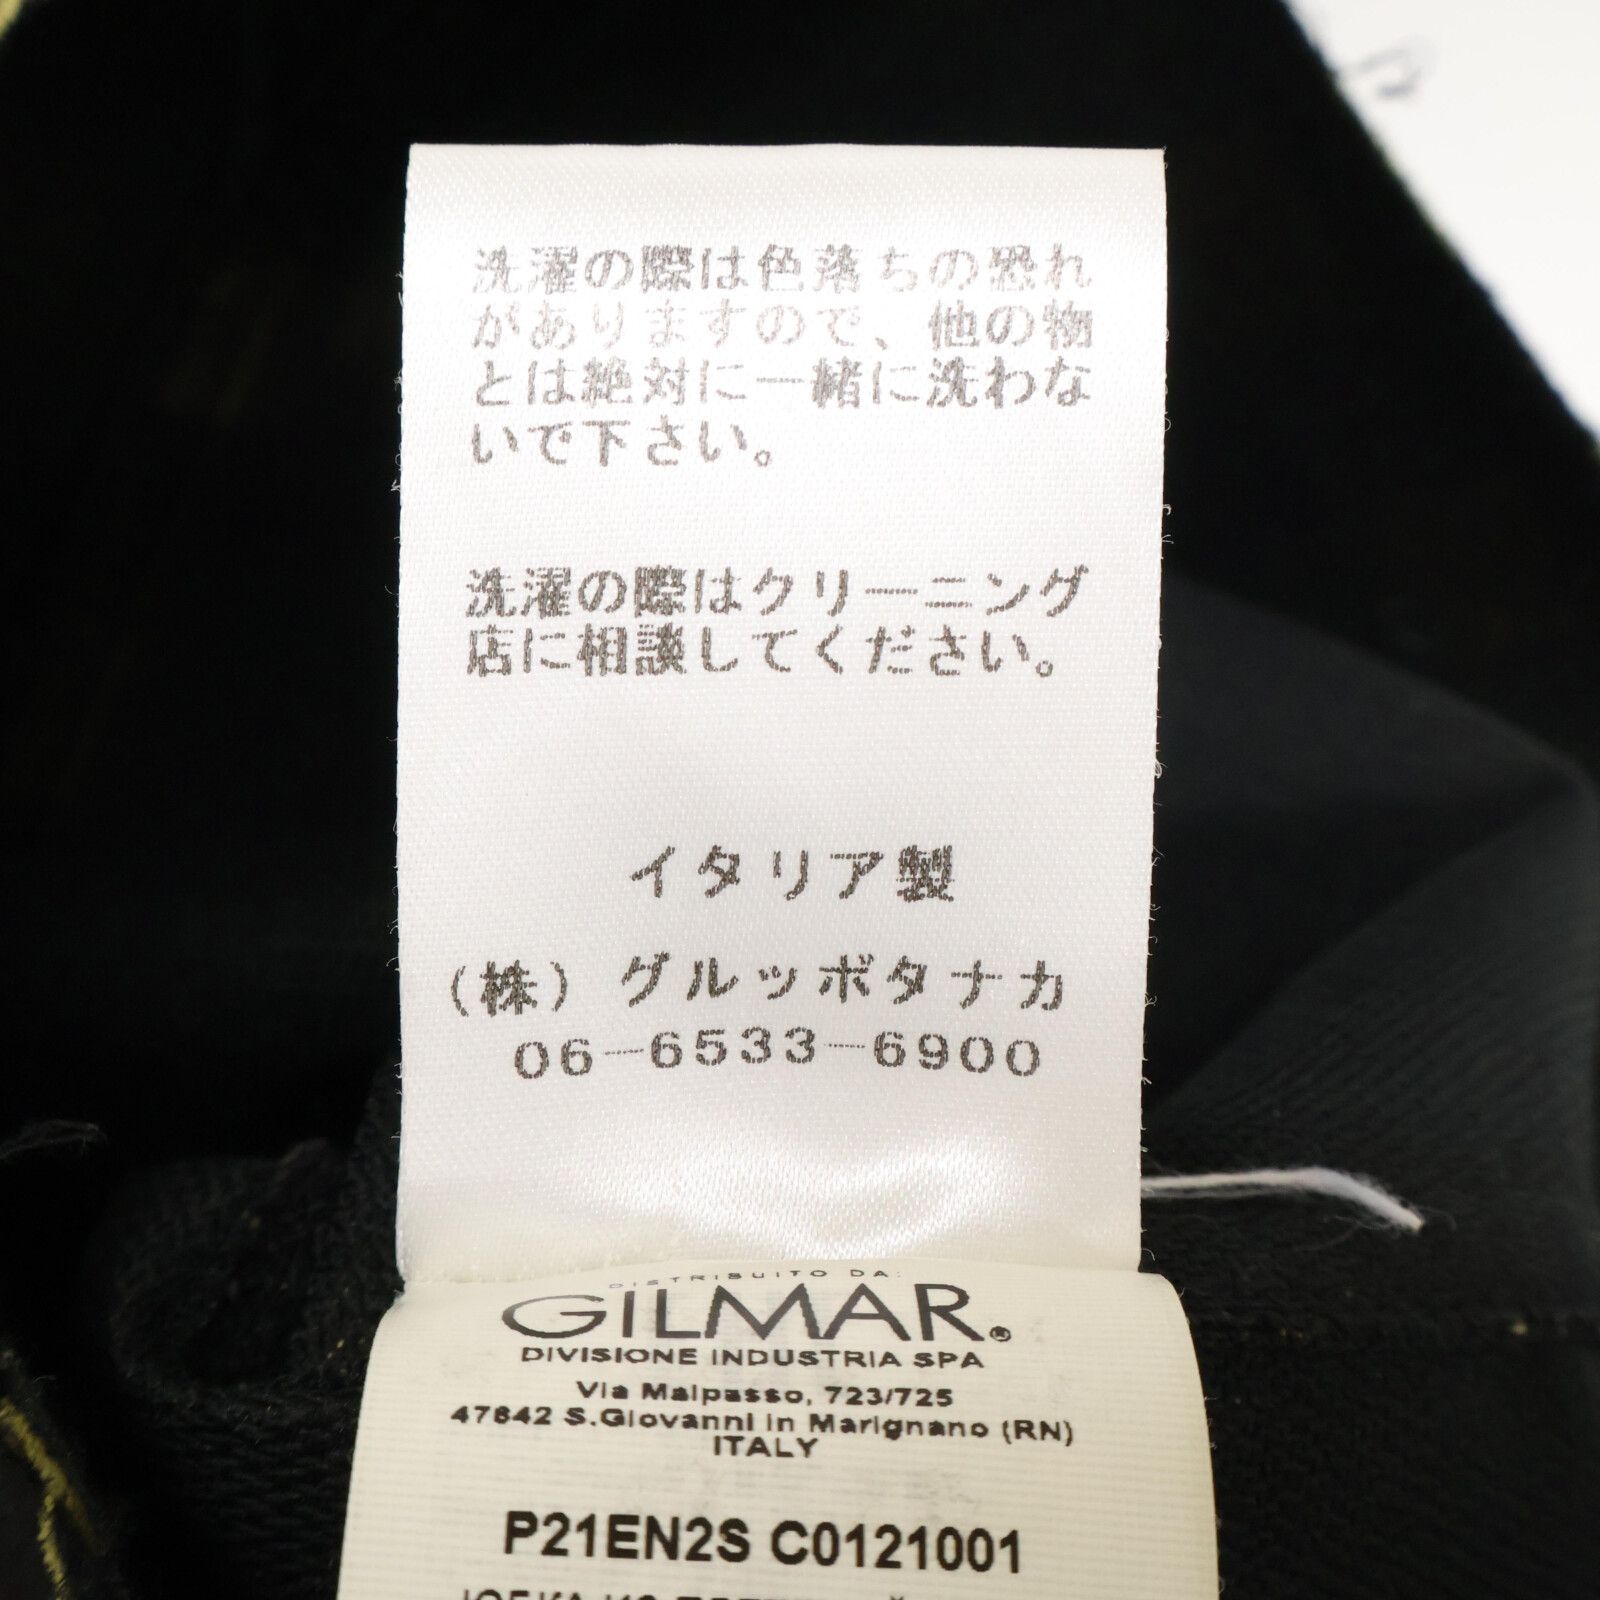 洗濯の際は色落ちの恐れ
がありますので、他の物
とは絶対に一緒に洗わな
いで下さい。
洗濯の際はクリーニング
店に相談してください。
イタリア製
(株) グルッポタナカ
06-6533-6900
DISTRIBUITO DA:
GILMAR®
DIVISIONE INDUSTRIA SPA
Via Malpasso, 723/725
47842 S.Giovanni in Marignano (RN)
ITALY
P21EN2S C0121001